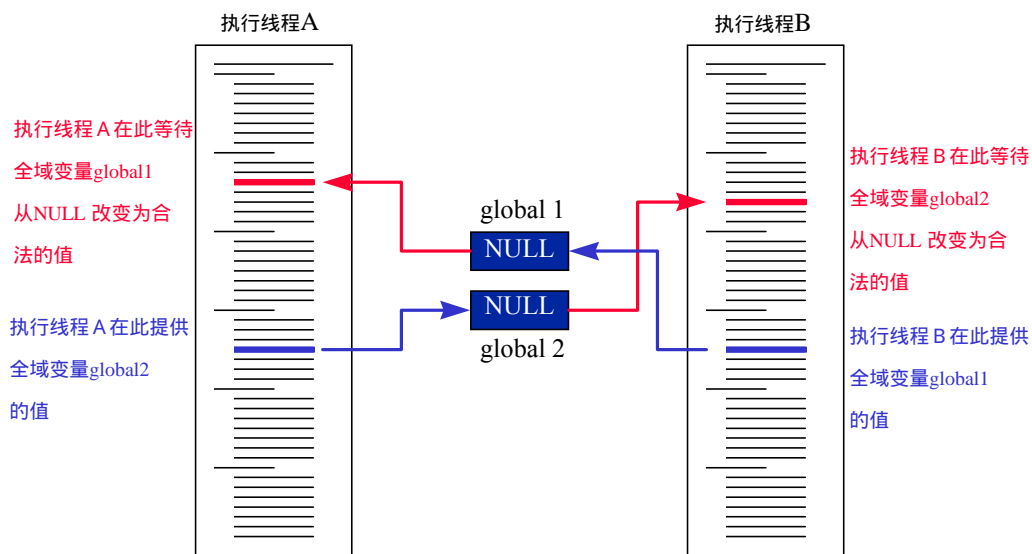 执行线程A
执行线程B
执行线程 A 在此等待
全域变量global1
从NULL 改变为合
法的值
执行线程 A 在此提供
全域变量global2
的值
global 1
NULL
NULL
global 2
执行线程 B 在此等待
全域变量global2
从NULL 改变为合
法的值
执行线程 B 在此提供
全域变量global1
的值